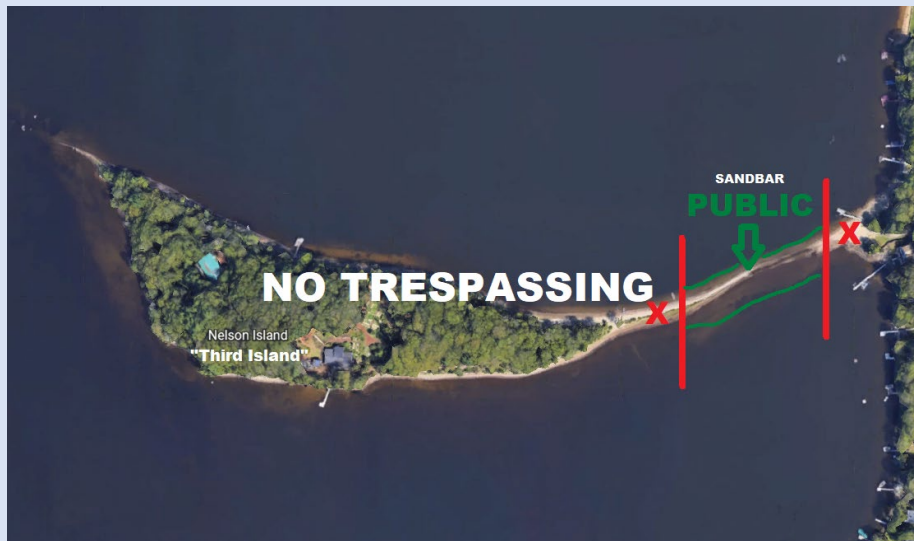 SANDBAR
PUBLIC
X
NO TRESPASSING
X
Nelson Island
"Third Island"